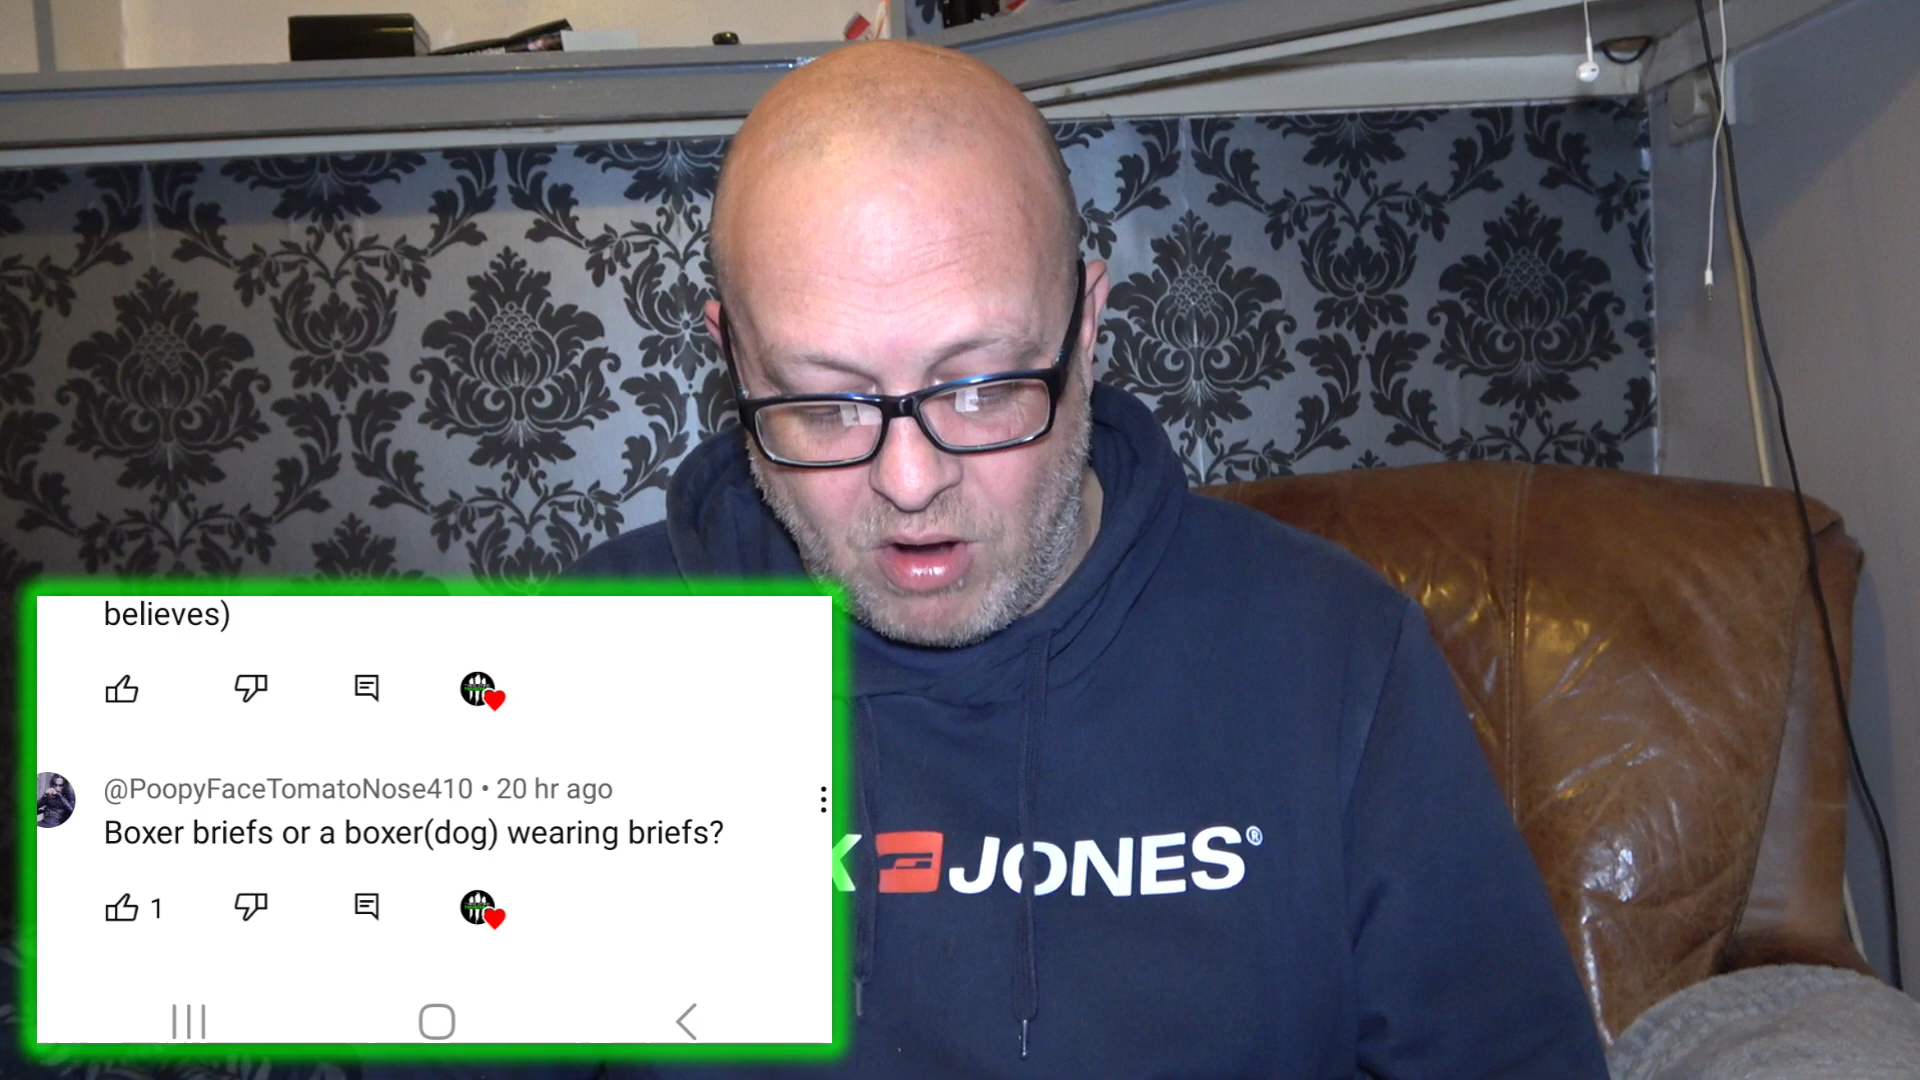 believes)
@PoopyFaceTomatoNose410 • 20 hr ago
Boxer briefs or a boxer(dog) wearing briefs?
1
JONES®